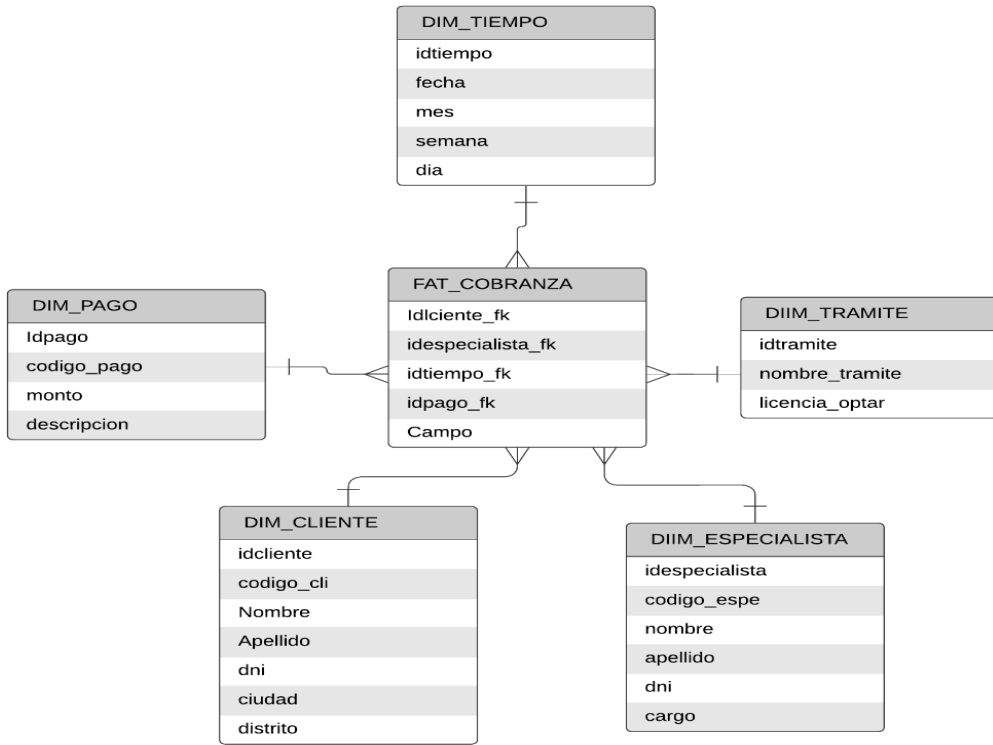 DIM_TIEMPO
idtiempo
fecha
mes
semana
dia
DIM_PAGO
Idpago
codigo_pago
monto
descripcion
FAT_COBRANZA
Idlciente_fk
idespecialista_fk
idtiempo_fk
idpago_fk
Campo
DIIM_TRAMITE
idtramite
nombre_tramite
licencia_optar
DIM_CLIENTE
idcliente
codigo_cli
Nombre
Apellido
dni
ciudad
distrito
DIIM_ESPECIALISTA
idespecialista
codigo_espe
nombre
apellido
dni
cargo